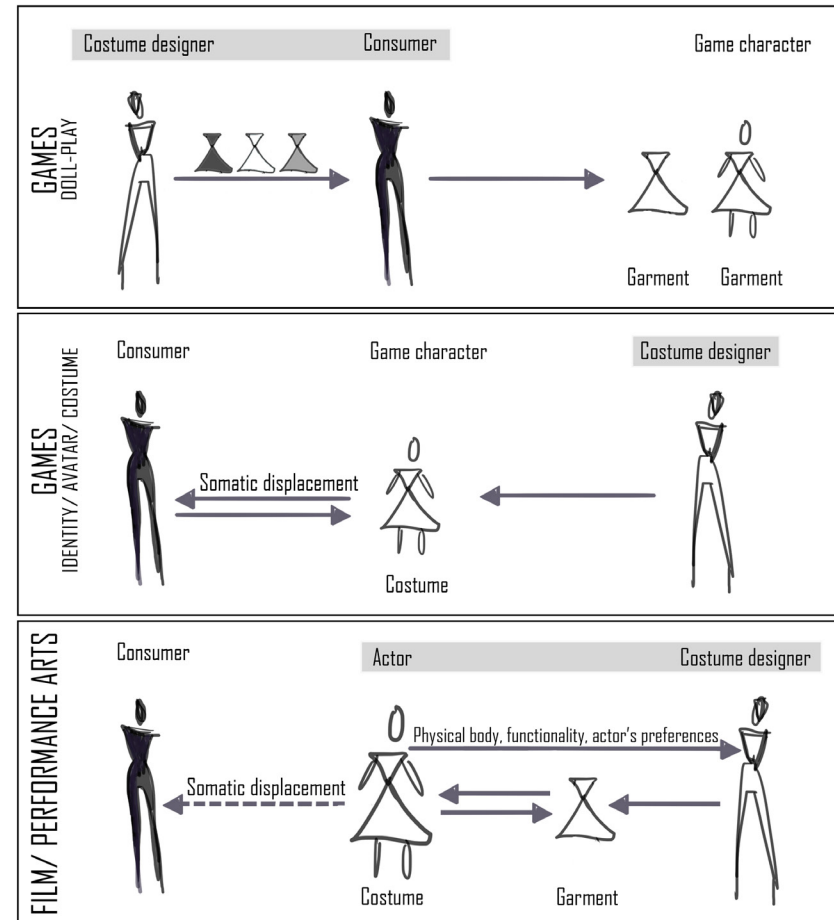 GAMES
DOLL-PLAY
Costume designer
Consumer
Game character
Garment
Garment
GAMES
IDENTITY/ AVATAR/ COSTUME
Consumer
Game character
Costume designer
Somatic displacement
Costume
FILM/ PERFORMANCE ARTS
Consumer
Actor
Costume designer
Physical body, functionality, actor's preferences
Somatic displacement
Costume
Garment